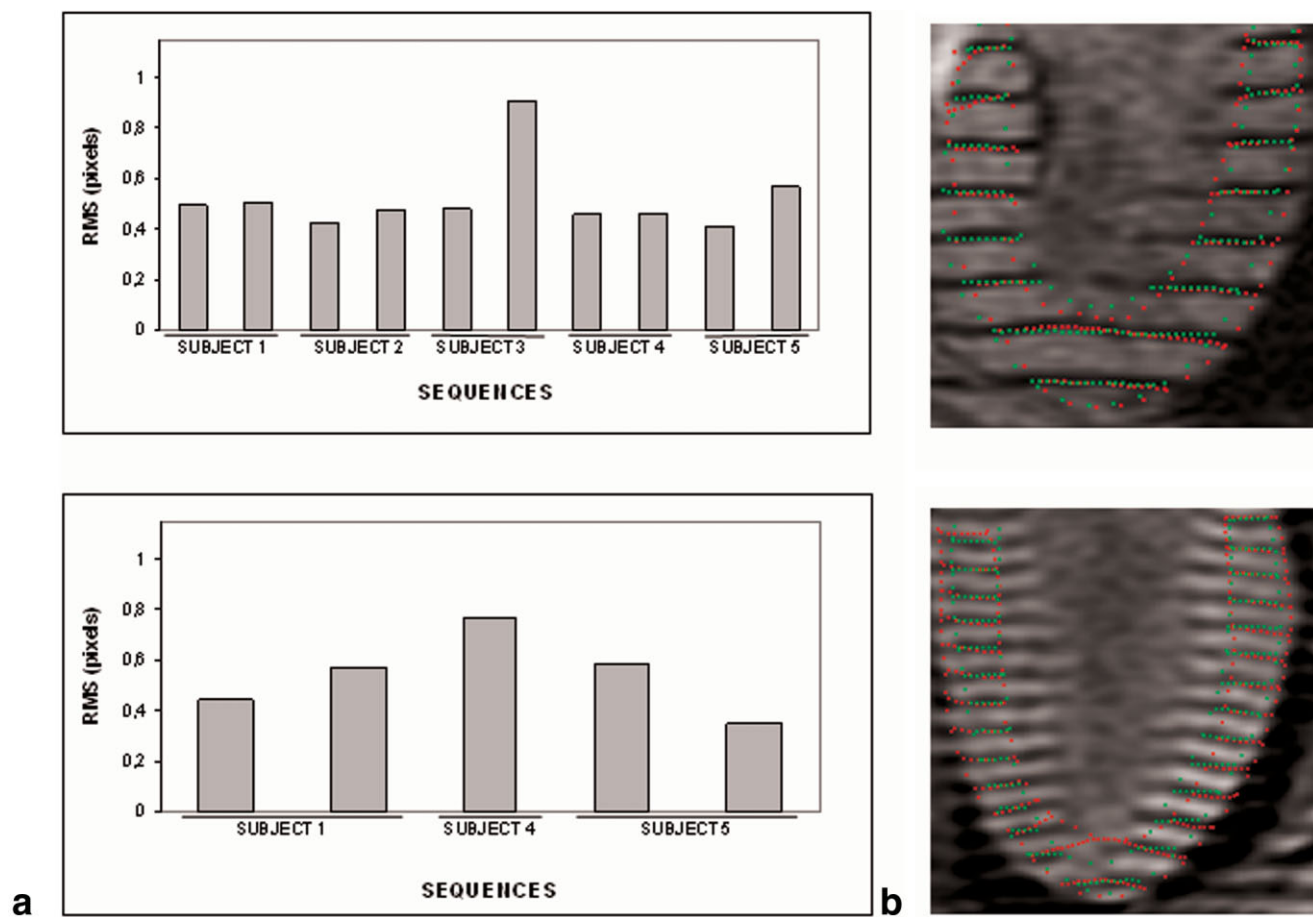 RMS (pixels)
1
0.8
0.6
0.4
0.2
0
SUBJECT 1 SUBJECT 2 SUBJECT 3 SUBJECT 4 SUBJECT 5
SEQUENCES
RMS (pixels)
1
0.8
0.6
0.4
0.2
0
SUBJECT 1 SUBJECT 4 SUBJECT 5
SEQUENCES
a b